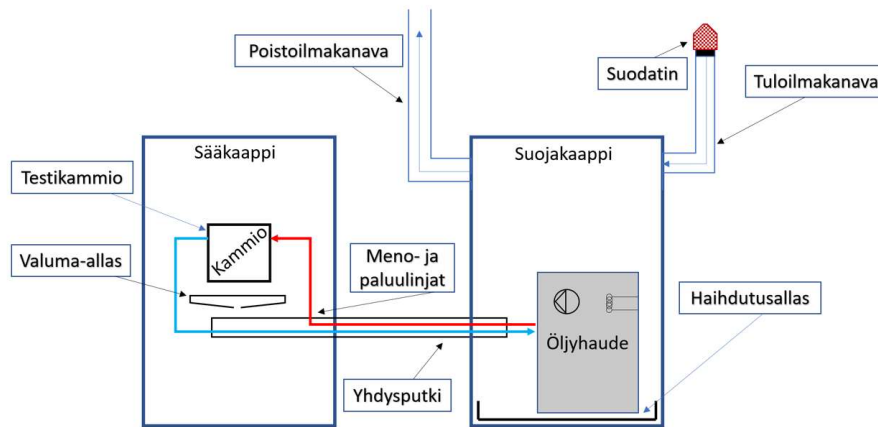 Poistoilmakanava
Suodatin
Tuloilmakanava
Sääkaappi
Suojakaappi
Testikammio
Kammio
Valuma-allas
Meno- ja
paluulinjat
Haihdutusallas
Öljyhaude
Yhdysputki